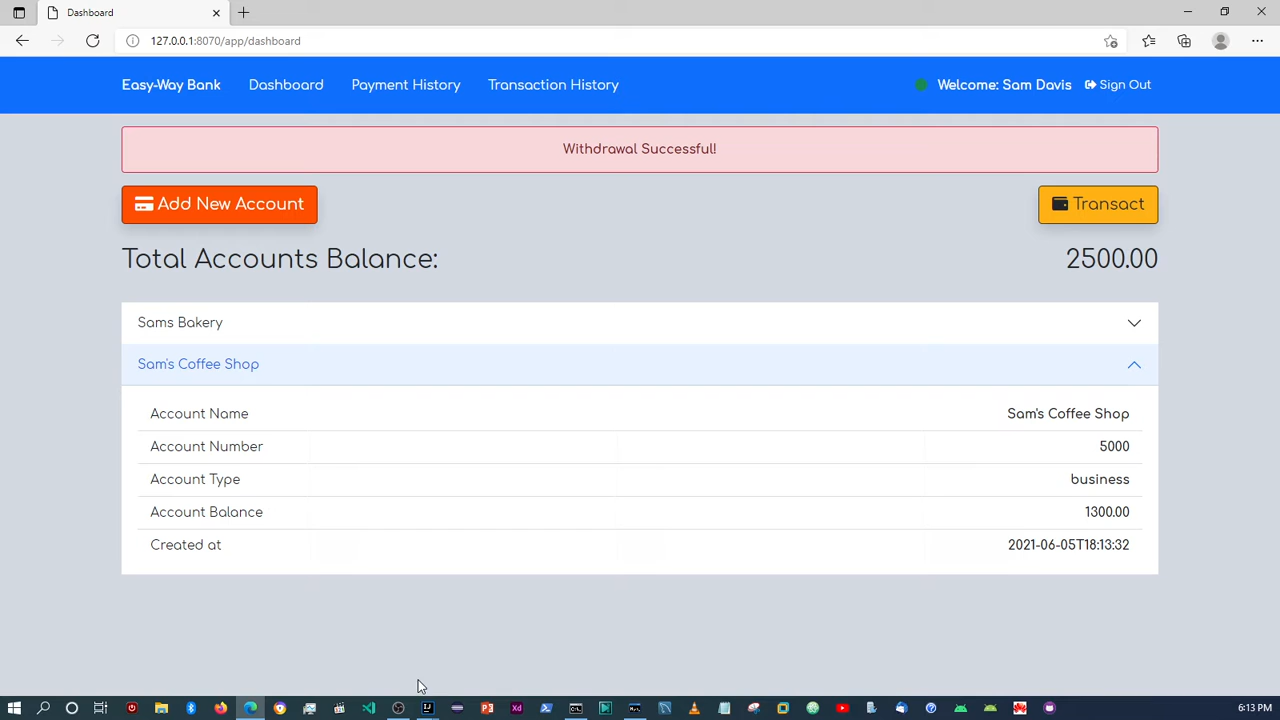 Dashboard
127.0.0.1:8070/app/dashboard
Easy-Way Bank Dashboard Payment History Transaction History Welcome: Sam Davis Sign Out
Withdrawal Successful!
Add New Account Transact
Total Accounts Balance: 2500.00
Sams Bakery
Sam's Coffee Shop
Account Name Sam's Coffee Shop
Account Number 5000
Account Type business
Account Balance 1300.00
Created at 2021-06-05T18:13:32
6:13 PM